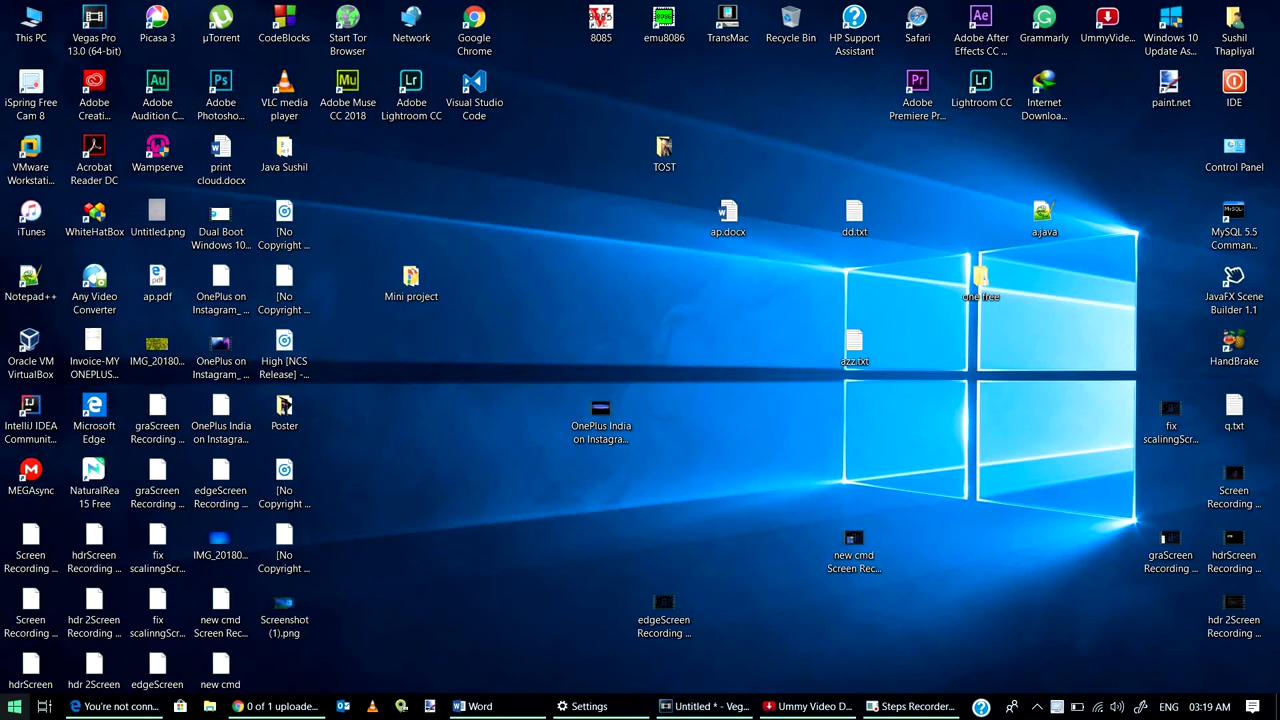 This PC
Vegas Pro
13.0 (64-bit)
Picasa 3
µTorrent
CodeBlocks
Start Tor
Browser
Network
Google
Chrome
8085
emu8086
TransMac
Recycle Bin
HP Support
Assistant
Safari
Adobe After
Effects CC ...
Grammarly
UmmyVide...
Windows 10
Update As...
Sushil
Thapliyal
iSpring Free
Cam 8
Adobe
Creati...
Adobe
Audition C...
Adobe
Photosho...
VLC media
player
Adobe Muse
CC 2018
Adobe
Lightroom CC
Visual Studio
Code
Adobe
Premiere Pr...
Lightroom CC
Internet
Downloa...
paint.net
IDE
VMware
Workstati...
Acrobat
Reader DC
Wampserve
print
cloud.docx
Java Sushil
TOST
Control Panel
iTunes
WhiteHatBox
Untitled.png
Dual Boot
Windows 10...
[No
Copyright ...
ap.docx
dd.txt
a.java
MySQL 5.5
Comman...
Notepad++
Any Video
Converter
ap.pdf
OnePlus on
Instagram_ ...
[No
Copyright ...
Mini project
one free
JavaFX Scene
Builder 1.1
Oracle VM
VirtualBox
Invoice-MY
ONEPLUS...
IMG_20180...
OnePlus on
Instagram_ ...
High [NCS
Release] -...
azz.txt
HandBrake
IntelliJ IDEA
Communit...
Microsoft
Edge
graScreen
Recording ...
OnePlus India
on Instagra...
Poster
OnePlus India
on Instagra...
fix
scalinngScr...
q.txt
MEGAsync
NaturalRea
15 Free
graScreen
Recording ...
edgeScreen
Recording ...
[No
Copyright ...
Screen
Recording ...
Screen
Recording ...
hdrScreen
Recording ...
fix
scalinngScr...
IMG_20180...
[No
Copyright ...
new cmd
Screen Rec...
graScreen
Recording ...
hdrScreen
Recording ...
Screen
Recording ...
hdr 2Screen
Recording ...
fix
scalinngScr...
new cmd
Screen Rec...
Screenshot
(1).png
edgeScreen
Recording ...
hdr 2Screen
Recording ...
hdrScreen
hdr 2Screen
edgeScreen
new cmd
You're not conn...
0 of 1 uploade...
Word
Settings
Untitled * - Veg...
Ummy Video D...
Steps Recorder...
03:19 AM